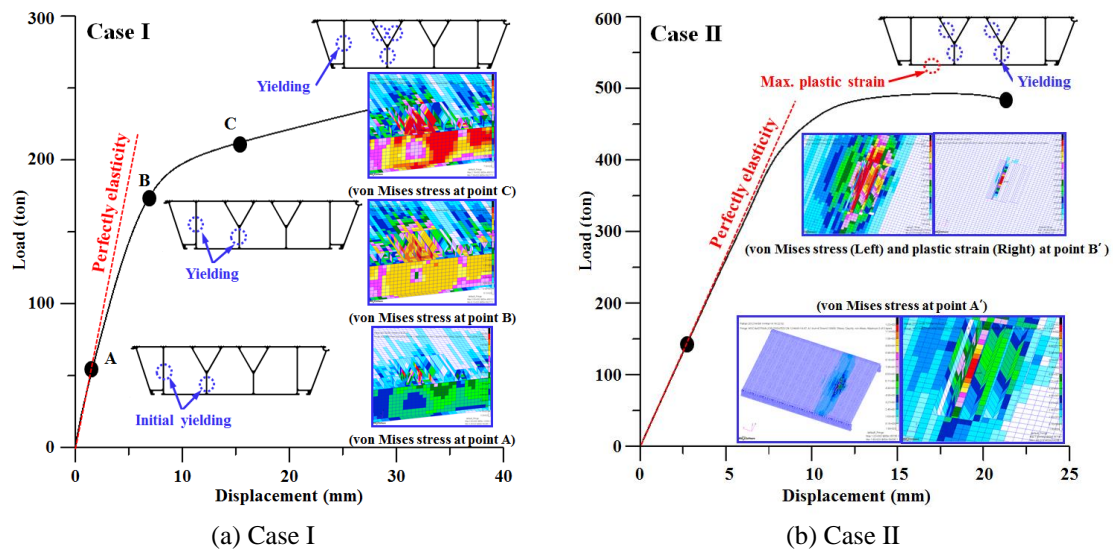 Case I
300
200
100
0
Load (ton)
Perfectly elasticity
Yielding
C
(von Mises stress at point C)
B
Yielding
(von Mises stress at point B)
A
Initial yielding
(von Mises stress at point A)
0 10 20 30 40
Displacement (mm)
(a) Case I
Case II
600
500
400
300
200
100
0
Load (ton)
Perfectly elasticity
Max. plastic strain
Yielding
(von Mises stress (Left) and plastic strain (Right) at point B′)
(von Mises stress at point A′)
0 5 10 15 20 25
Displacement (mm)
(b) Case II